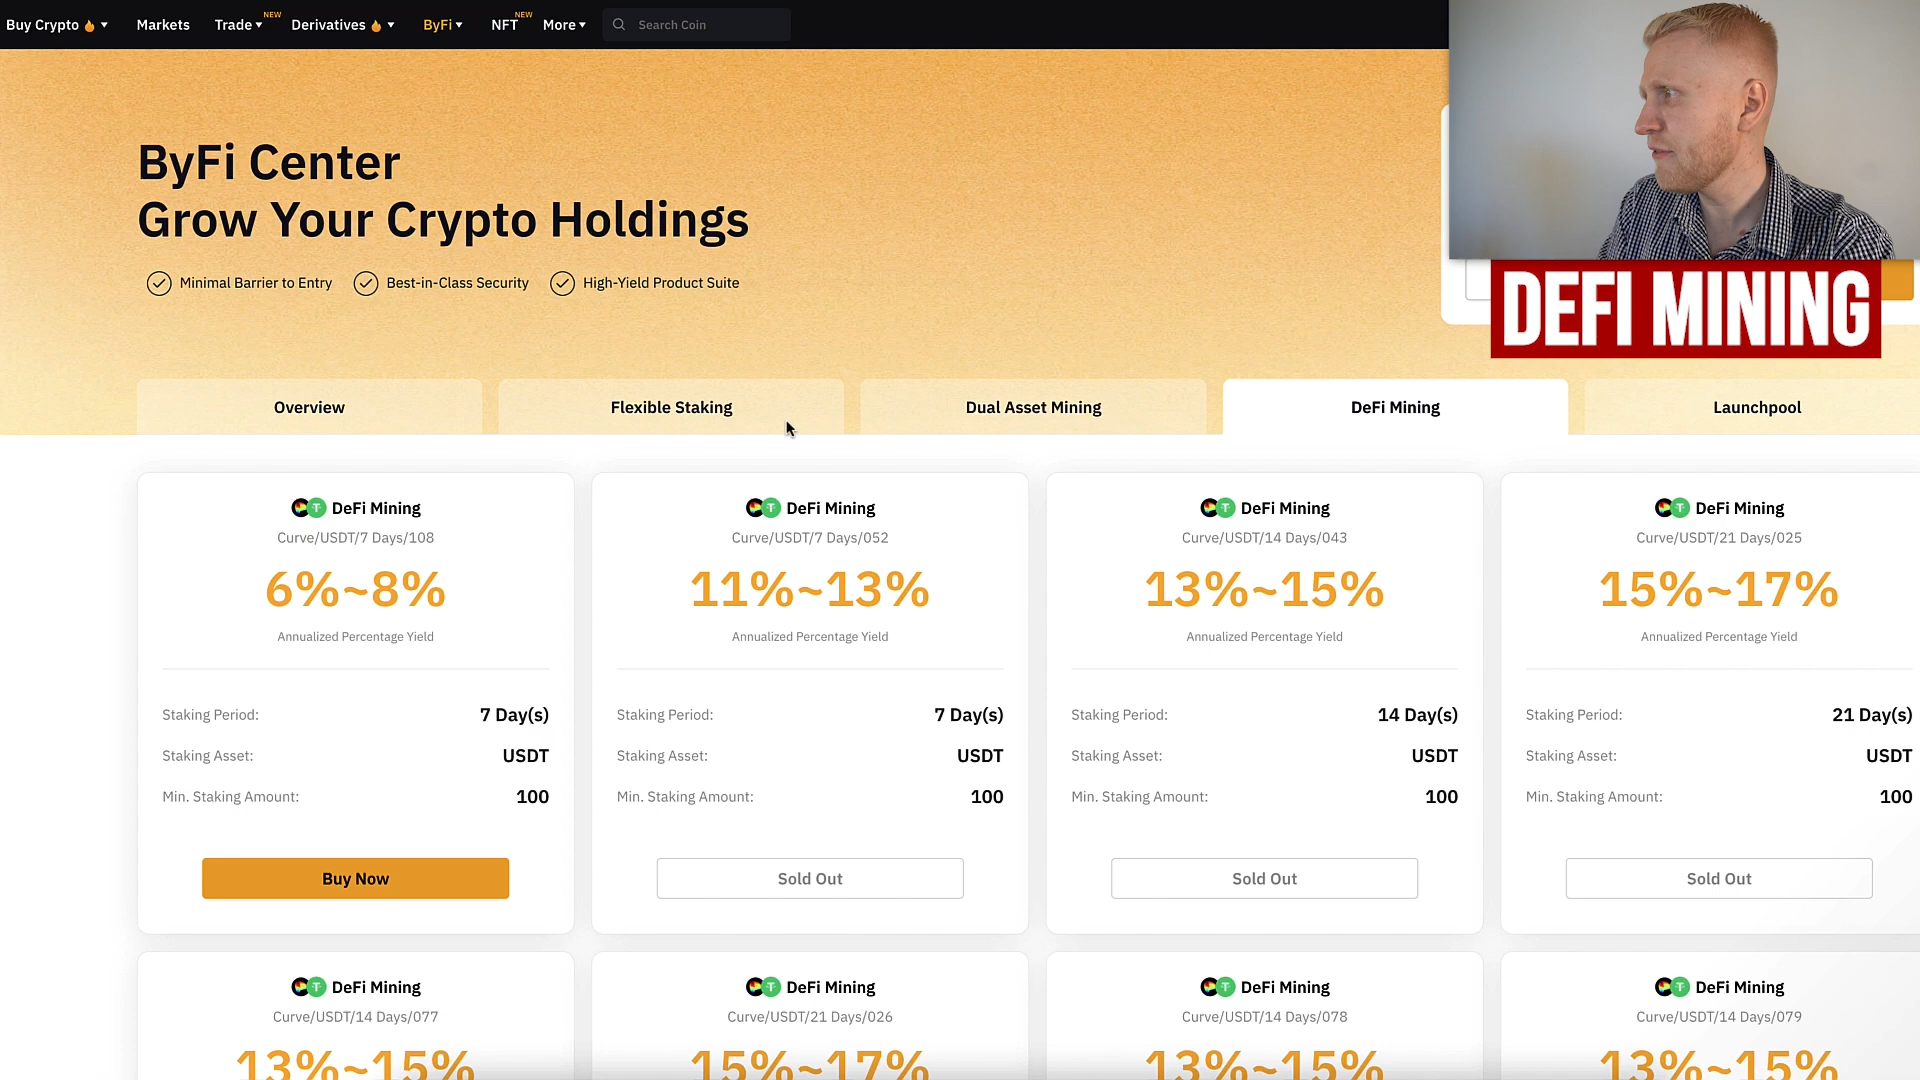 Buy Crypto
Markets
Trade
NEW
Derivatives
ByFi
NFT
NEW
More
Search Coin
ByFi Center
Grow Your Crypto Holdings
Minimal Barrier to Entry
Best-in-Class Security
High-Yield Product Suite
DEFI MINING
Overview
Flexible Staking
Dual Asset Mining
DeFi Mining
Launchpool
DeFi Mining
Curve/USDT/7 Days/108
6%~8%
Annualized Percentage Yield
Staking Period: 7 Day(s)
Staking Asset: USDT
Min. Staking Amount: 100
Buy Now
DeFi Mining
Curve/USDT/7 Days/052
11%~13%
Annualized Percentage Yield
Staking Period: 7 Day(s)
Staking Asset: USDT
Min. Staking Amount: 100
Sold Out
DeFi Mining
Curve/USDT/14 Days/043
13%~15%
Annualized Percentage Yield
Staking Period: 14 Day(s)
Staking Asset: USDT
Min. Staking Amount: 100
Sold Out
DeFi Mining
Curve/USDT/21 Days/025
15%~17%
Annualized Percentage Yield
Staking Period: 21 Day(s)
Staking Asset: USDT
Min. Staking Amount: 100
Sold Out
DeFi Mining
Curve/USDT/14 Days/077
13%~15%
DeFi Mining
Curve/USDT/21 Days/026
15%~17%
DeFi Mining
Curve/USDT/14 Days/078
13%~15%
DeFi Mining
Curve/USDT/14 Days/079
13%~15%